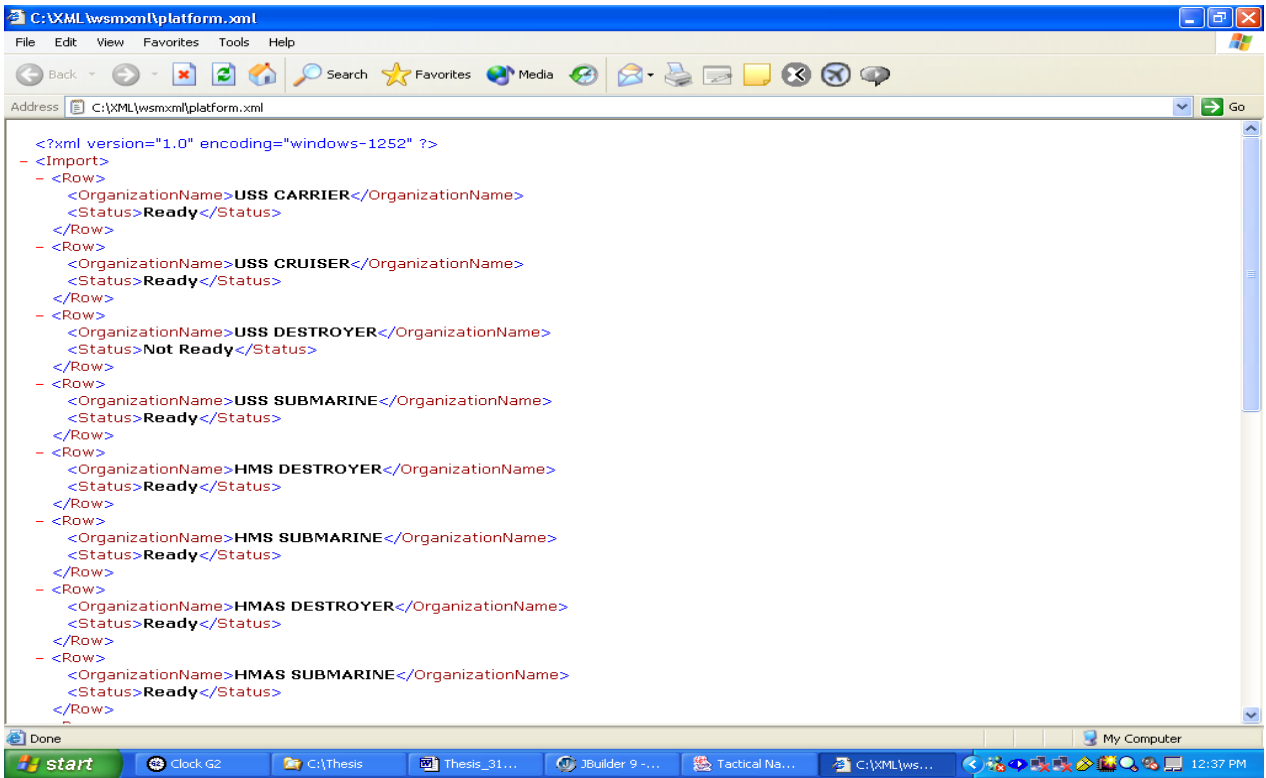 C:\XML\wsmxml\platform.xml
File Edit View Favorites Tools Help
Back Search Favorites Media
Address C:\XML\wsmxml\platform.xml Go
<?xml version="1.0" encoding="windows-1252" ?>
- <Import>
- <Row>
<OrganizationName>USS CARRIER</OrganizationName>
<Status>Ready</Status>
</Row>
- <Row>
<OrganizationName>USS CRUISER</OrganizationName>
<Status>Ready</Status>
</Row>
- <Row>
<OrganizationName>USS DESTROYER</OrganizationName>
<Status>Not Ready</Status>
</Row>
- <Row>
<OrganizationName>USS SUBMARINE</OrganizationName>
<Status>Ready</Status>
</Row>
- <Row>
<OrganizationName>HMS DESTROYER</OrganizationName>
<Status>Ready</Status>
</Row>
- <Row>
<OrganizationName>HMS SUBMARINE</OrganizationName>
<Status>Ready</Status>
</Row>
- <Row>
<OrganizationName>HMAS DESTROYER</OrganizationName>
<Status>Ready</Status>
</Row>
- <Row>
<OrganizationName>HMAS SUBMARINE</OrganizationName>
<Status>Ready</Status>
</Row>
Done My Computer
start Clock G2 C:\Thesis Thesis_31... JBuilder 9 -... Tactical Na... C:\XML\ws... 12:37 PM